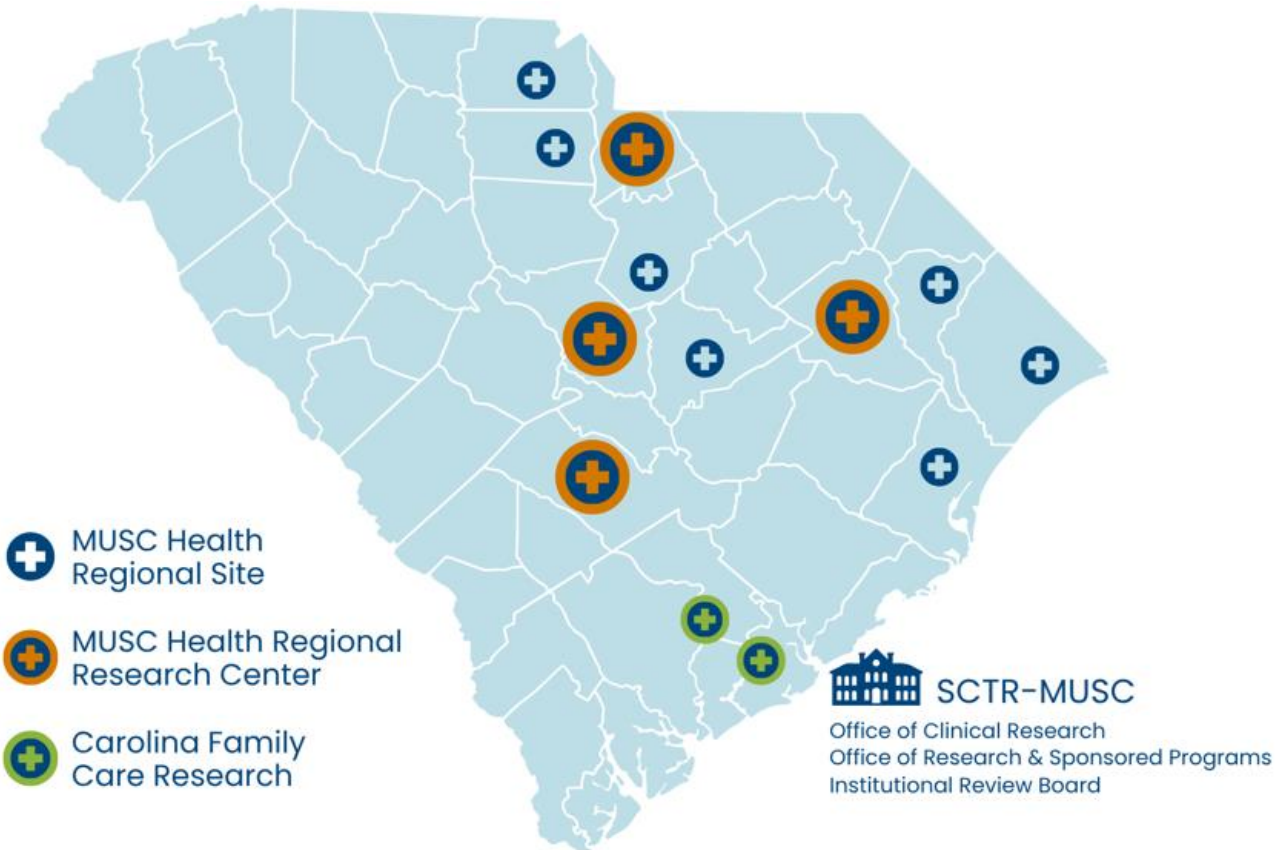 MUSC Health
Regional Site
MUSC Health Regional
Research Center
Carolina Family
Care Research
SCTR-MUSC
Office of Clinical Research
Office of Research & Sponsored Programs
Institutional Review Board